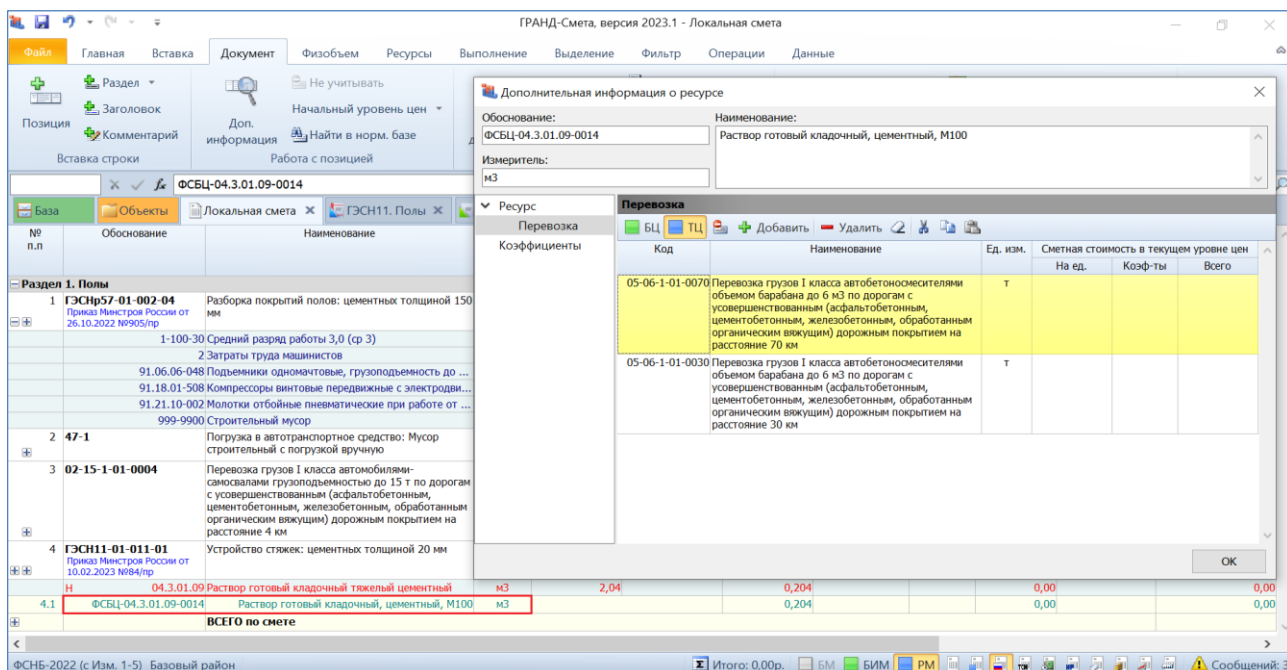 ГРАНД-Смета, версия 2023.1 - Локальная смета
Файл Главная Вставка Документ Физобъем Ресурсы Выполнение Выделение Фильтр Операции Данные
Позиция
Раздел
Заголовок
Комментарий
Вставка строки
Доп. информация
Не учитывать
Начальный уровень цен
Найти в норм. базе
Работа с позицией
ФСБЦ-04.3.01.09-0014
База Объекты Локальная смета ГЭСН11. Полы
№ п.п Обоснование Наименование
Раздел 1. Полы
1 ГЭСНр57-01-002-04 Разборка покрытий полов: цементных толщиной 150
Приказ Минстроя России от мм
26.10.2022 №905/пр
1-100-30 Средний разряд работы 3,0 (ср 3)
2 Затраты труда машинистов
91.06.06-048 Подъемники одномачтовые, грузоподъемность до ...
91.18.01-508 Компрессоры винтовые передвижные с электродви...
91.21.10-002 Молотки отбойные пневматические при работе от ...
999-9900 Строительный мусор
2 47-1 Погрузка в автотранспортное средство: Мусор
строительный с погрузкой вручную
3 02-15-1-01-0004 Перевозка грузов I класса автомобилями-
самосвалами грузоподъемностью до 15 т по дорогам
с усовершенствованным (асфальтобетонным,
цементобетонным, железобетонным, обработанным
органическим вяжущим) дорожным покрытием на
расстояние 4 км
4 ГЭСН11-01-011-01 Устройство стяжек: цементных толщиной 20 мм
Приказ Минстроя России от
10.02.2023 №84/пр
Н 04.3.01.09 Раствор готовый кладочный тяжелый цементный м3 2,04 0,204 0,00 0,00
4.1 ФСБЦ-04.3.01.09-0014 Раствор готовый кладочный, цементный, М100 м3 0,204 0,00 0,00
ВСЕГО по смете
Дополнительная информация о ресурсе
Обоснование: Наименование:
ФСБЦ-04.3.01.09-0014 Раствор готовый кладочный, цементный, М100
Измеритель:
м3
Ресурс
Перевозка
Коэффициенты
Перевозка
БЦ ТЦ Добавить Удалить
Код Наименование Ед. изм. Сметная стоимость в текущем уровне цен
На ед. Коэф-ты Всего
05-06-1-01-0070 Перевозка грузов I класса автобетоносмесителями т
объемом барабана до 6 м3 по дорогам с
усовершенствованным (асфальтобетонным,
цементобетонным, железобетонным, обработанным
органическим вяжущим) дорожным покрытием на
расстояние 70 км
05-06-1-01-0030 Перевозка грузов I класса автобетоносмесителями т
объемом барабана до 6 м3 по дорогам с
усовершенствованным (асфальтобетонным,
цементобетонным, железобетонным, обработанным
органическим вяжущим) дорожным покрытием на
расстояние 30 км
OK
ФСНБ-2022 (с Изм. 1-5) Базовый район Итого: 0,00р. БМ БИМ РМ Сообщений: